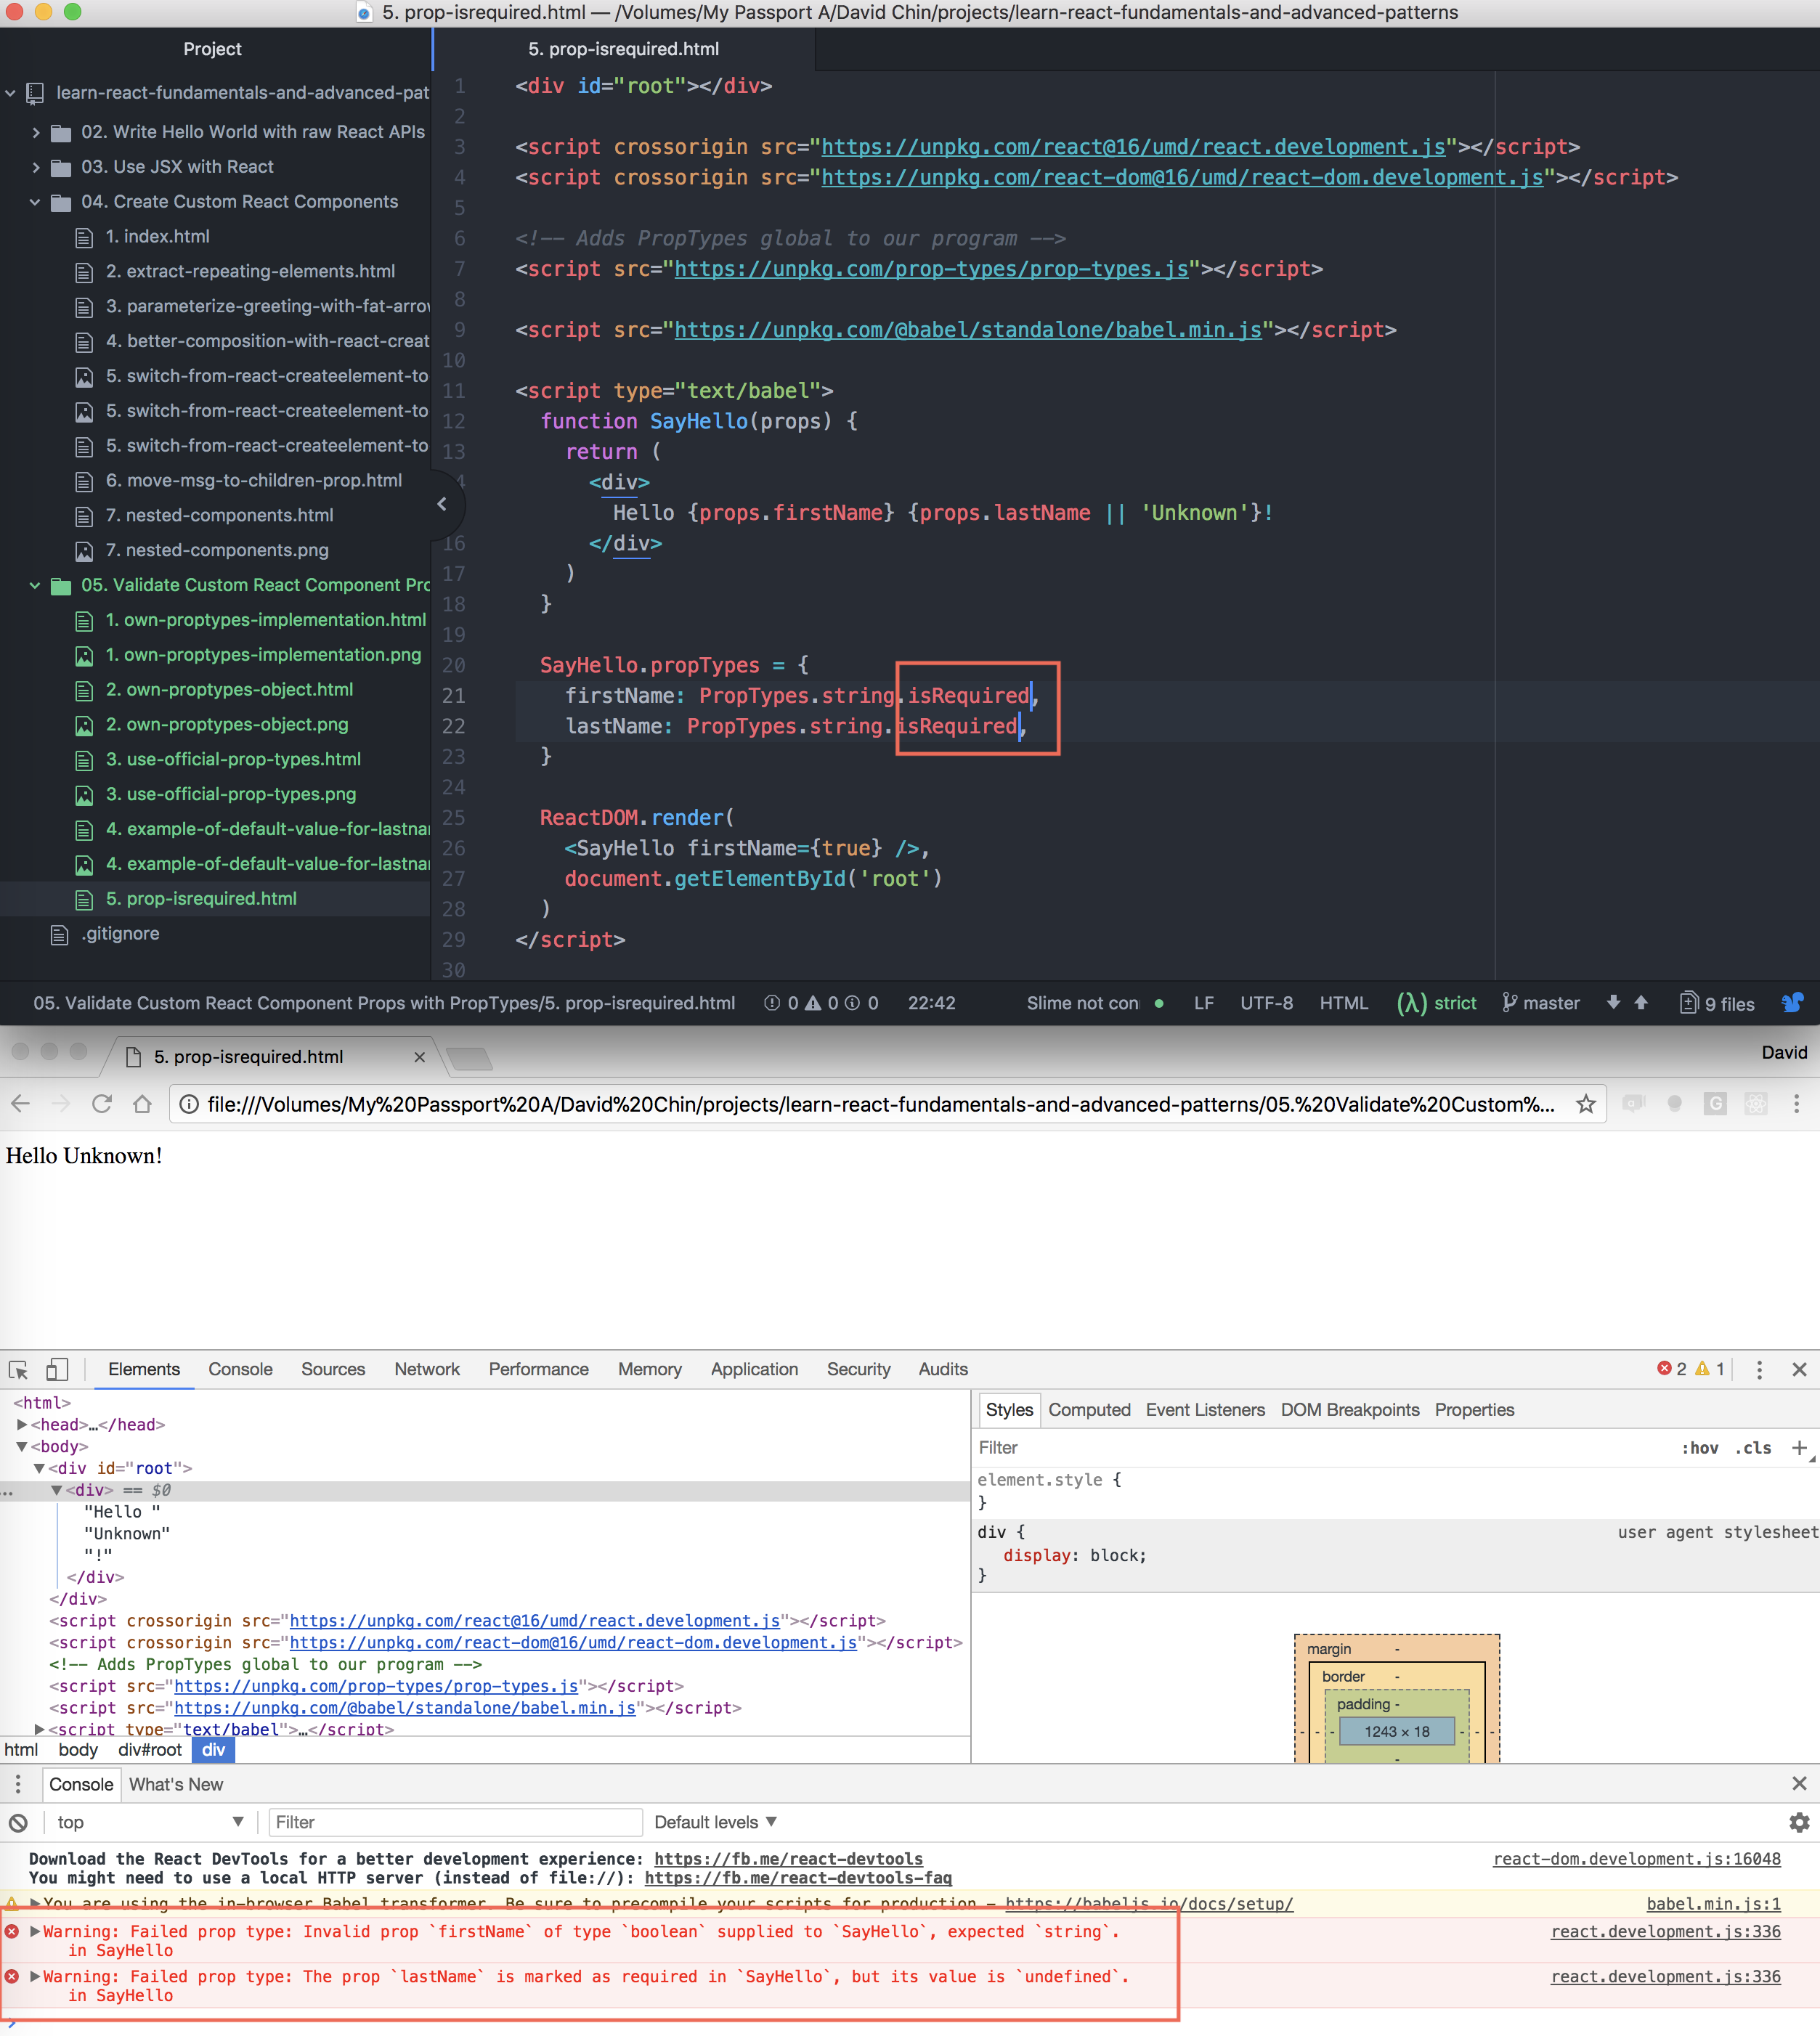 5. prop-isrequired.html — /Volumes/My Passport A/David Chin/projects/learn-react-fundamentals-and-advanced-patterns
Project
learn-react-fundamentals-and-advanced-pat
02. Write Hello World with raw React APIs
03. Use JSX with React
04. Create Custom React Components
1. index.html
2. extract-repeating-elements.html
3. parameterize-greeting-with-fat-arrow
4. better-composition-with-react-creat
5. switch-from-react-createelement-to
5. switch-from-react-createelement-to
5. switch-from-react-createelement-to
6. move-msg-to-children-prop.html
7. nested-components.html
7. nested-components.png
05. Validate Custom React Component Pro
1. own-proptypes-implementation.html
1. own-proptypes-implementation.png
2. own-proptypes-object.html
2. own-proptypes-object.png
3. use-official-prop-types.html
3. use-official-prop-types.png
4. example-of-default-value-for-lastnam
4. example-of-default-value-for-lastnam
5. prop-isrequired.html
.gitignore
5. prop-isrequired.html
1 <div id="root"></div>
2
3 <script crossorigin src="https://unpkg.com/react@16/umd/react.development.js"></script>
4 <script crossorigin src="https://unpkg.com/react-dom@16/umd/react-dom.development.js"></script>
5
6 <!-- Adds PropTypes global to our program -->
7 <script src="https://unpkg.com/prop-types/prop-types.js"></script>
8
9 <script src="https://unpkg.com/@babel/standalone/babel.min.js"></script>
10
11 <script type="text/babel">
12 function SayHello(props) {
13 return (
4 <div>
Hello {props.firstName} {props.lastName || 'Unknown'}!
16 </div>
17 )
18 }
19
20 SayHello.propTypes = {
21 firstName: PropTypes.string.isRequired,
22 lastName: PropTypes.string.isRequired,
23 }
24
25 ReactDOM.render(
26 <SayHello firstName={true} />,
27 document.getElementById('root')
28 )
29 </script>
30
05. Validate Custom React Component Props with PropTypes/5. prop-isrequired.html 0 0 0 22:42 Slime not con LF UTF-8 HTML (λ) strict master 9 files
5. prop-isrequired.html David
file:///Volumes/My%20Passport%20A/David%20Chin/projects/learn-react-fundamentals-and-advanced-patterns/05.%20Validate%20Custom%...
Hello Unknown!
Elements Console Sources Network Performance Memory Application Security Audits 2 1
<html>
<head>…</head>
<body>
<div id="root">
... <div> == $0
"Hello "
"Unknown"
"!"
</div>
</div>
<script crossorigin src="https://unpkg.com/react@16/umd/react.development.js"></script>
<script crossorigin src="https://unpkg.com/react-dom@16/umd/react-dom.development.js"></script>
<!-- Adds PropTypes global to our program -->
<script src="https://unpkg.com/prop-types/prop-types.js"></script>
<script src="https://unpkg.com/@babel/standalone/babel.min.js"></script>
<script type="text/babel">…</script>
html body div#root div
Styles Computed Event Listeners DOM Breakpoints Properties
Filter :hov .cls +
element.style {
}
div { user agent stylesheet
display: block;
}
margin -
border -
padding -
- - - 1243 × 18 - - -
-
Console What's New
top Filter Default levels
Download the React DevTools for a better development experience: https://fb.me/react-devtools react-dom.development.js:16048
You might need to use a local HTTP server (instead of file://): https://fb.me/react-devtools-faq
You are using the in-browser Babel transformer. Be sure to precompile your scripts for production - https://babeljs.io/docs/setup/ babel.min.js:1
Warning: Failed prop type: Invalid prop `firstName` of type `boolean` supplied to `SayHello`, expected `string`. react.development.js:336
in SayHello
Warning: Failed prop type: The prop `lastName` is marked as required in `SayHello`, but its value is `undefined`. react.development.js:336
in SayHello